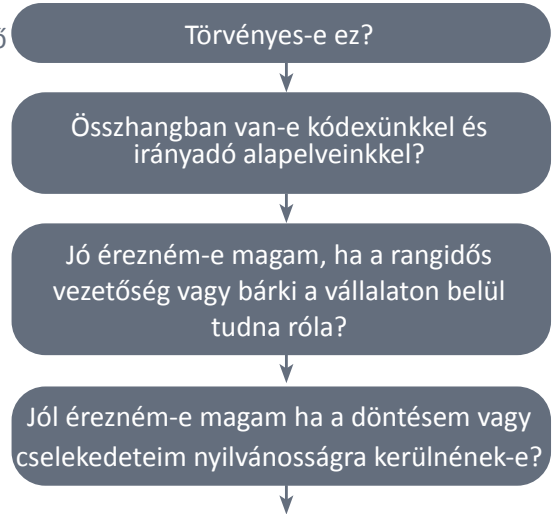 ő
Törvényes-e ez?
Összhangban van-e kódexünkkel és
irányadó alapelveinkkel?
Jó érezném-e magam, ha a rangidős
vezetőség vagy bárki a vállalaton belül
tudna róla?
Jól érezném-e magam ha a döntésem vagy
cselekedeteim nyilvánosságra kerülnének-e?